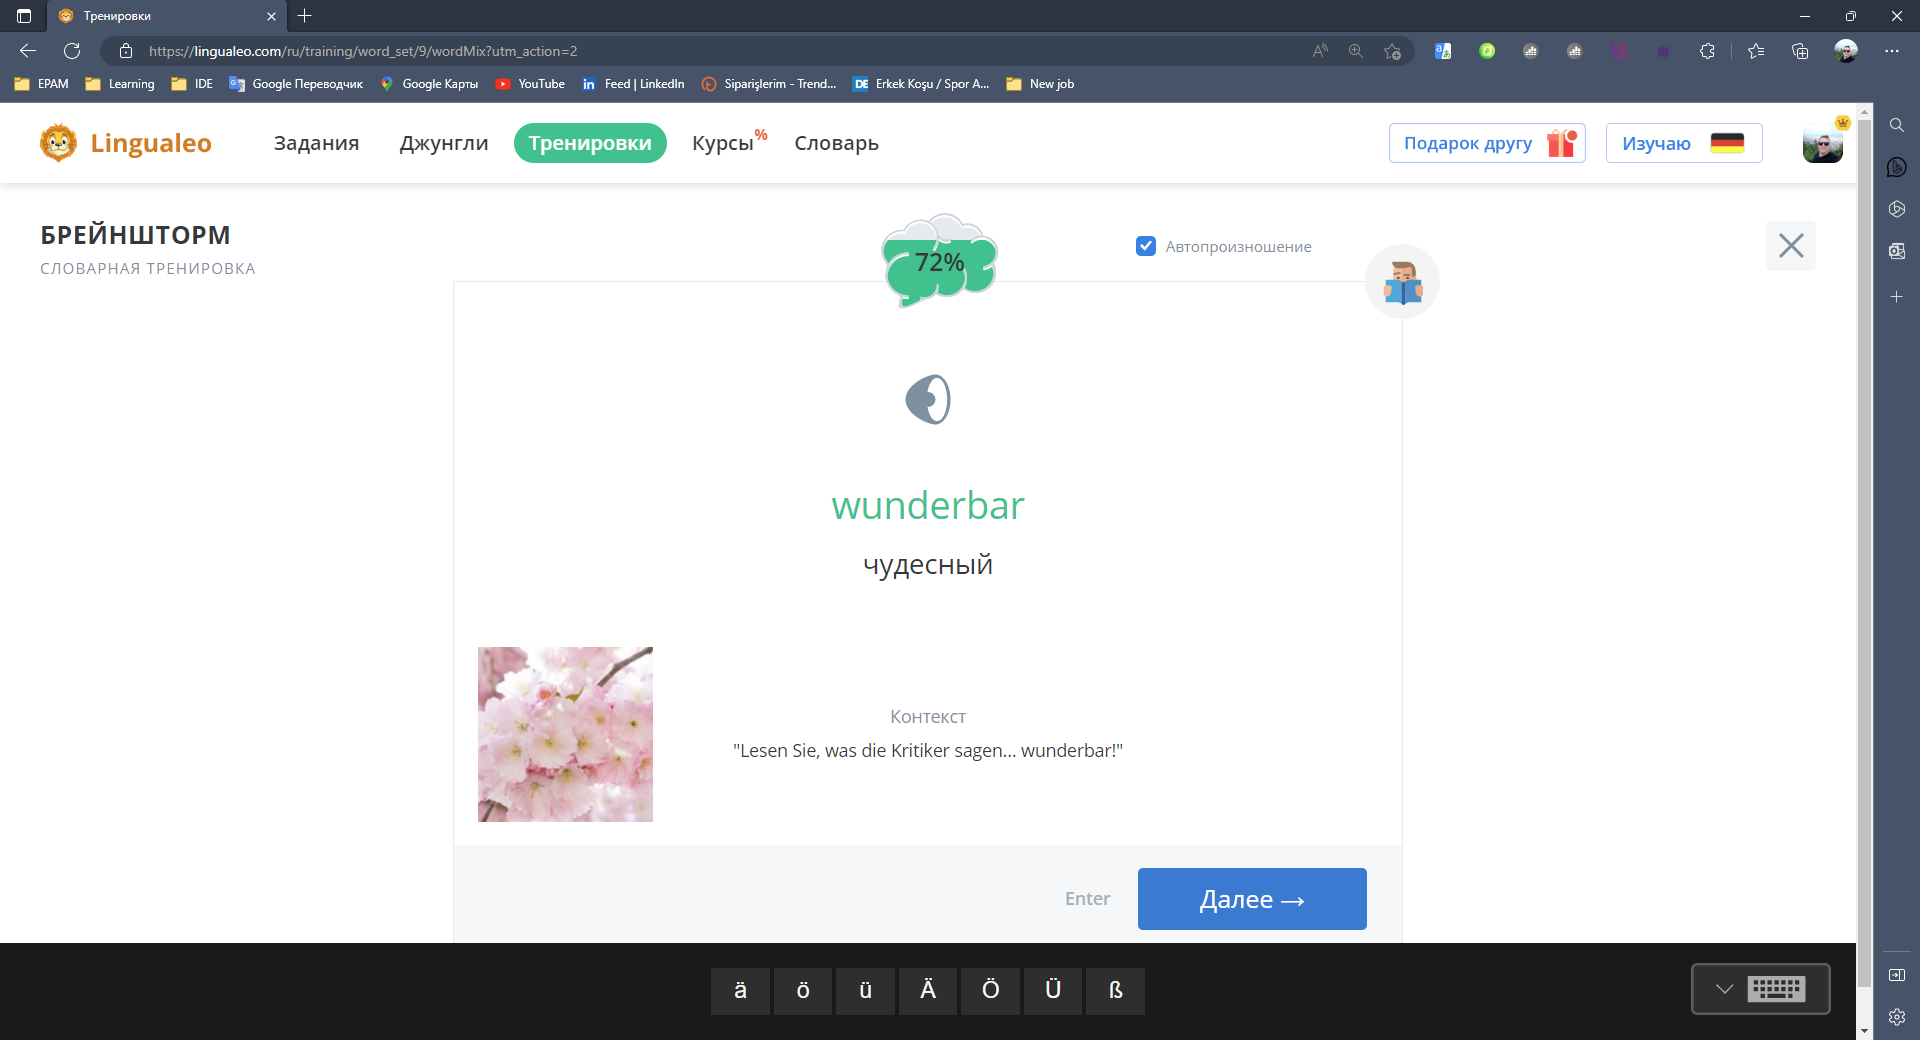 Тренировки
https://lingualeo.com/ru/training/word_set/9/wordMix?utm_action=2
EPAM
Learning
IDE
Google Переводчик
Google Карты
YouTube
Feed | LinkedIn
Siparişlerim - Trend...
Erkek Koşu / Spor A...
New job
Lingualeo
Задания
Джунгли
Тренировки
Курсы%
Словарь
Подарок другу
Изучаю
БРЕЙНШТОРМ
СЛОВАРНАЯ ТРЕНИРОВКА
72%
Автопроизношение
wunderbar
чудесный
Контекст
"Lesen Sie, was die Kritiker sagen... wunderbar!"
Enter
Далее →
ä ö ü Ä Ö Ü ß